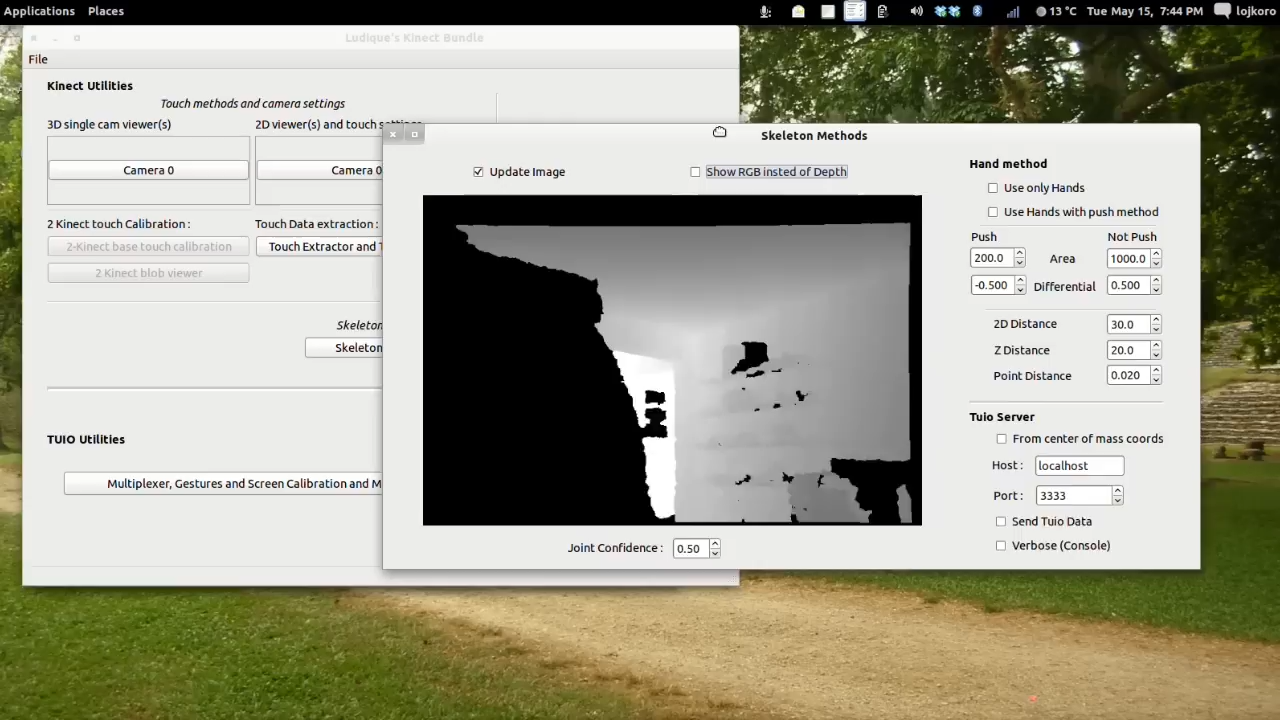 Applications Places 13 °C Tue May 15, 7:44 PM lojkoro
Ludique's Kinect Bundle
File
Kinect Utilities
Touch methods and camera settings
3D single cam viewer(s) 2D viewer(s) and touch settings
Camera 0 Camera 0
2 Kinect touch Calibration : Touch Data extraction :
2-Kinect base touch calibration Touch Extractor and T
2 Kinect blob viewer
Skeleton
Skeleton
TUIO Utilities
Multiplexer, Gestures and Screen Calibration and M
Skeleton Methods
Update Image Show RGB insted of Depth
Joint Confidence : 0.50
Hand method
Use only Hands
Use Hands with push method
Push Not Push
200.0 Area 1000.0
-0.500 Differential 0.500
2D Distance 30.0
Z Distance 20.0
Point Distance 0.020
Tuio Server
From center of mass coords
Host : localhost
Port : 3333
Send Tuio Data
Verbose (Console)